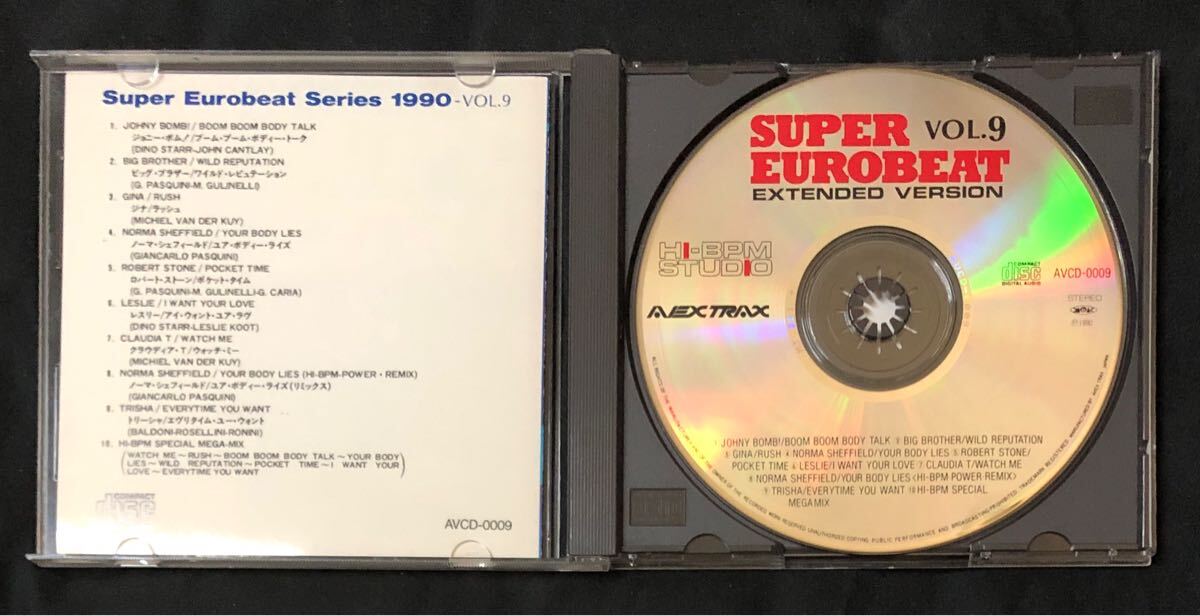 Super Eurobeat Series 1990-VOL.9
1. JOHNY BOMB!/BOOM BOOM BODY TALK
ジョニー・ボム!/ブーム・ブーム・ボディー・トーク
(DINO STARR-JOHN CANTLAY)
2. BIG BROTHER/WILD REPUTATION
ビッグ・ブラザー/ワイルド・レピュテーション
(G. PASQUINI-M. GULINELLI)
3. GINA/RUSH
ジナ/ラッシュ
(MICHIEL VAN DER KUY)
4. NORMA SHEFFIELD/YOUR BODY LIES
ノーマ・シェフィールド/ユア・ボディー・ライズ
(GIANCARLO PASQUINI)
5. ROBERT STONE/POCKET TIME
ロバート・ストーン/ポケット・タイム
(G. PASQUINI-M. GULINELLI-G. CARIA)
6. LESLIE/I WANT YOUR LOVE
レスリー/アイ・ウォント・ユア・ラヴ
(DINO STARR-LESLIE KOOT)
7. CLAUDIA T/WATCH ME
クラウディア・T/ウォッチ・ミー
(MICHIEL VAN DER KUY)
8. NORMA SHEFFIELD/YOUR BODY LIES (HI-BPM-POWER・REMIX)
ノーマ・シェフィールド/ユア・ボディー・ライズ(リミックス)
(GIANCARLO PASQUINI)
9. TRISHA/EVERYTIME YOU WANT
トリーシャ/エヴリタイム・ユー・ウォント
(BALDONI-ROSELLINI-RONINI)
10. HI-BPM SPECIAL MEGA-MIX
(WATCH ME~RUSH~BOOM BOOM BODY TALK~YOUR BODY
LIES~WILD REPUTATION~POCKET TIME~I WANT YOUR
LOVE~EVERYTIME YOU WANT)
COMPACT
disc
AVCD-0009
SUPER VOL.9
EUROBEAT
EXTENDED VERSION
HI-BPM
STUDIO
AVEX TRAX
COMPACT
disc
DIGITAL AUDIO
AVCD-0009
STEREO
1 JOHNY BOMB!/BOOM BOOM BODY TALK 2 BIG BROTHER/WILD REPUTATION
3 GINA/RUSH 4 NORMA SHEFFIELD/YOUR BODY LIES 5 ROBERT STONE/
POCKET TIME 6 LESLIE/I WANT YOUR LOVE 7 CLAUDIA T/WATCH ME
8 NORMA SHEFFIELD/YOUR BODY LIES <HI-BPM POWER-REMIX>
9 TRISHA/EVERYTIME YOU WANT 10 HI-BPM SPECIAL
MEGA MIX